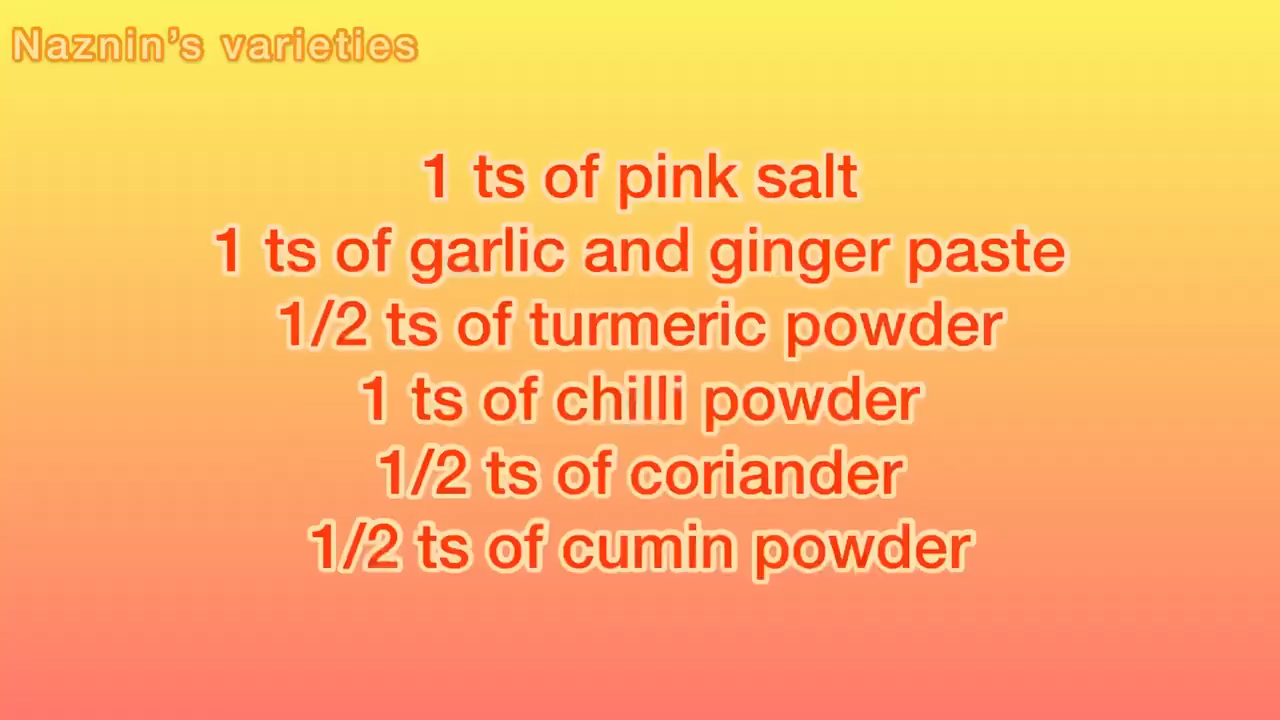 Naznin's varieties
1 ts of pink salt
1 ts of garlic and ginger paste
1/2 ts of turmeric powder
1 ts of chilli powder
1/2 ts of coriander
1/2 ts of cumin powder